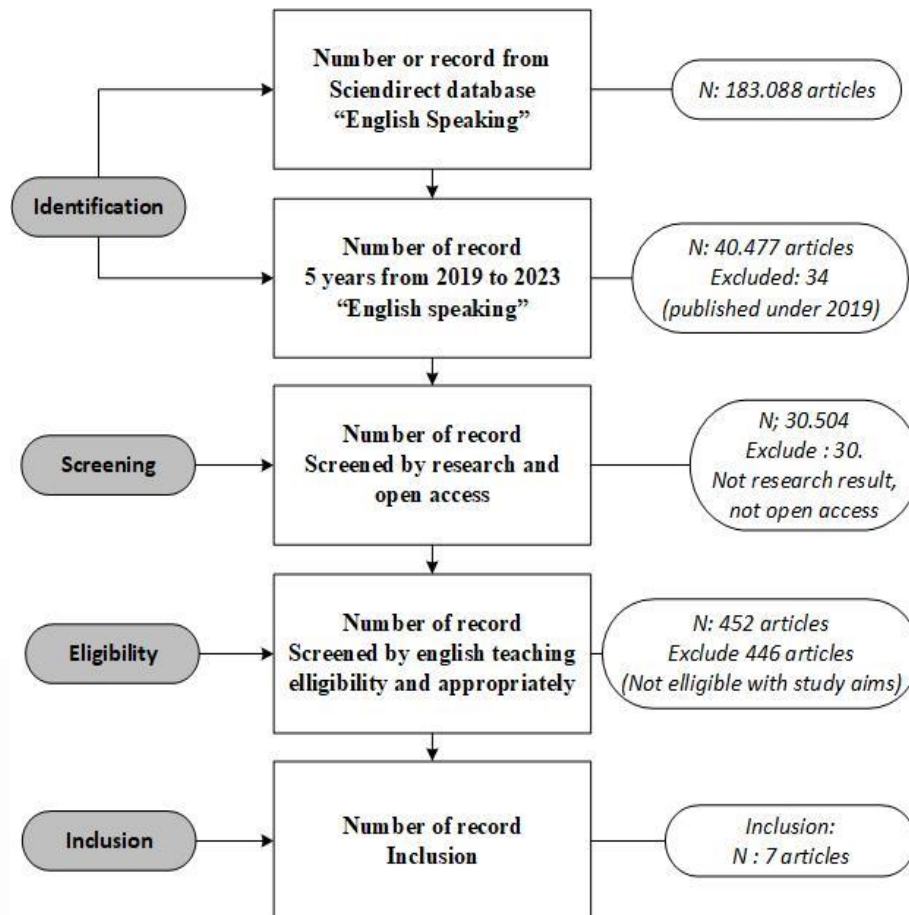 Number or record from
Sciendirect database
“English Speaking”
N: 183.088 articles
Identification
Number of record
5 years from 2019 to 2023
“English speaking”
N: 40.477 articles
Excluded: 34
(published under 2019)
Screening
Number of record
Screened by research and
open access
N; 30.504
Exclude : 30.
Not research result,
not open access
Eligibility
Number of record
Screened by english teaching
elligibility and appropriately
N: 452 articles
Exclude 446 articles
(Not elligible with study aims)
Inclusion
Number of record
Inclusion
Inclusion:
N : 7 articles